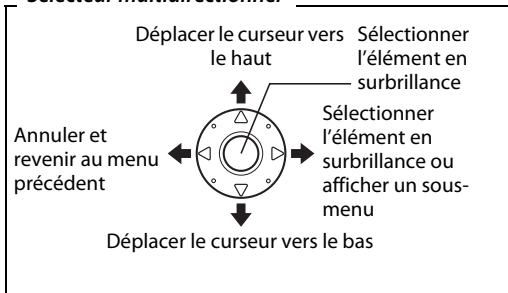 Sélecteur multidirectionnel
Déplacer le curseur vers
le haut
Sélectionner
l'élément en
surbrillance
Annuler et
revenir au menu
précédent
Sélectionner
l'élément en
surbrillance ou
afficher un sous-
menu
Déplacer le curseur vers le bas